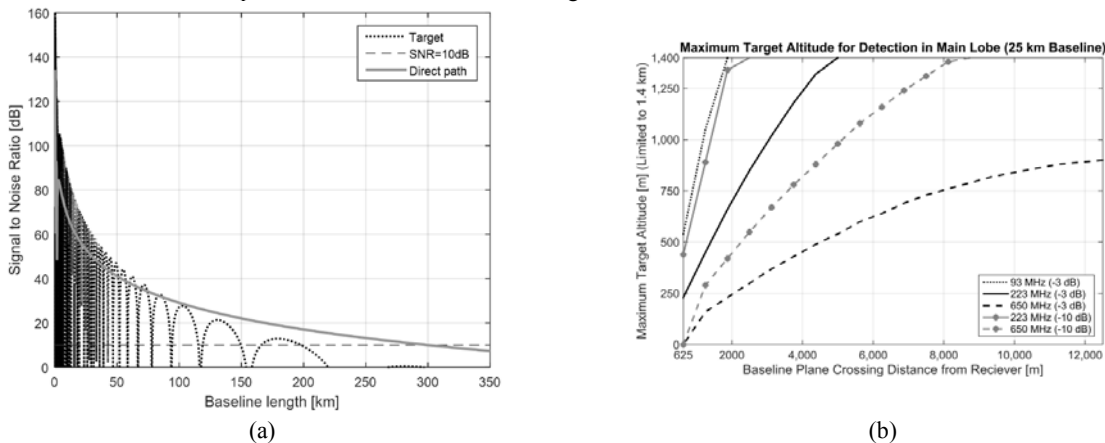 160
140
120
100
80
60
40
20
0
Signal to Noise Ratio [dB]
Target
SNR=10dB
Direct path
0 50 100 150 200 250 300 350
Baseline length [km]
(a)
Maximum Target Altitude for Detection in Main Lobe (25 km Baseline)
1,400
1,250
1,000
750
500
250
0
Maximum Target Altitude [m] (Limited to 1.4 km)
93 MHz (-3 dB)
223 MHz (-3 dB)
650 MHz (-3 dB)
223 MHz (-10 dB)
650 MHz (-10 dB)
625 2000 4,000 6,000 8,000 10,000 12,000
Baseline Plane Crossing Distance from Reciever [m]
(b)